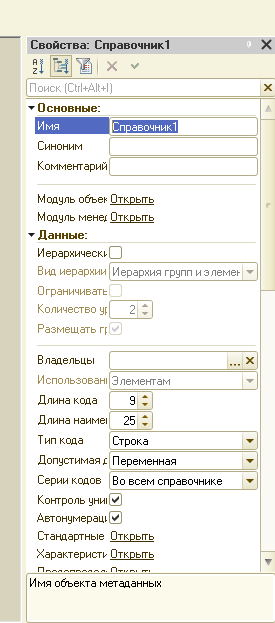 Свойства: Справочник1
Поиск (Ctrl+Alt+I)
Основные:
Имя Справочник1
Синоним
Комментарий
Модуль объек Открыть
Модуль менед Открыть
Данные:
Иерархически
Вид иерархии Иерархия групп и элемен
Ограничивать
Количество ур 2
Размещать гр
Владельцы ...
Использован Элементам
Длина кода 9
Длина наимен 25
Тип кода Строка
Допустимая д Переменная
Серии кодов Во всем справочнике
Контроль уни
Автонумерац
Стандартные Открыть
Характеристи Открыть
Предопредел Открыть
Имя объекта метаданных